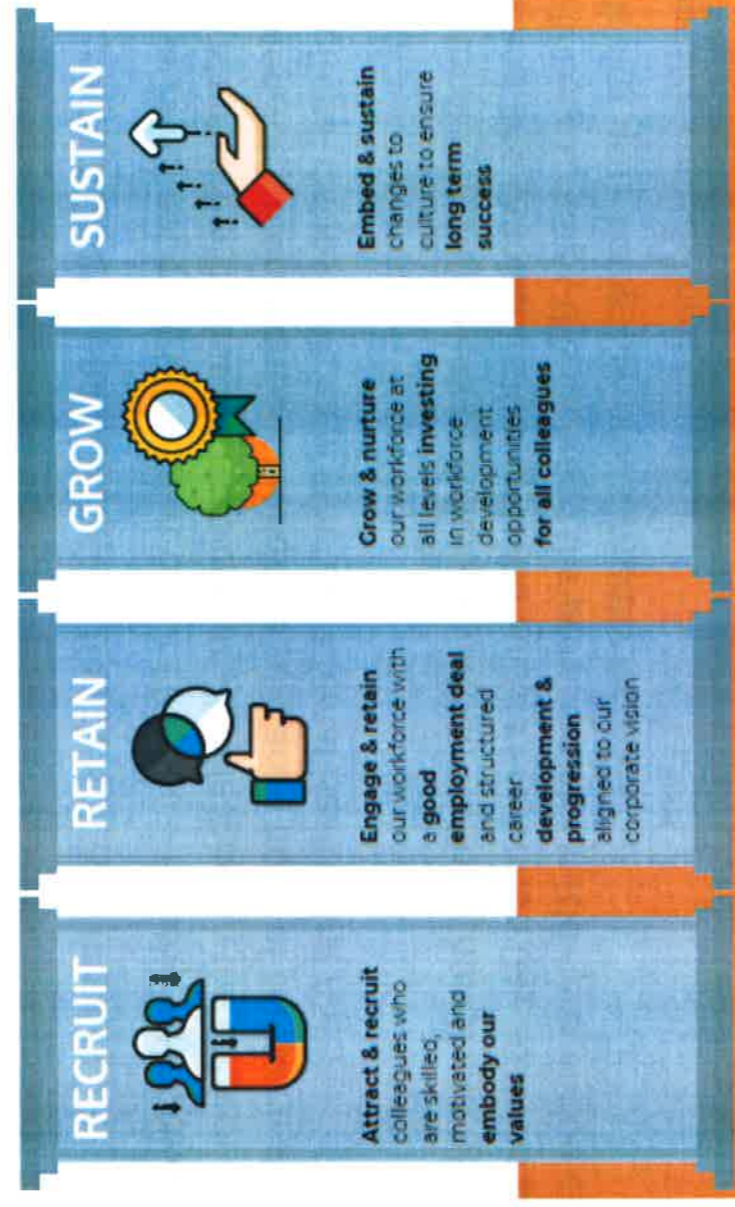 RECRUIT
Attract & recruit
colleagues who
are skilled,
motivated and
embody our
values
RETAIN
Engage & retain
our workforce with
a good
employment deal
and structured
career
development &
progression
aligned to our
corporate vision
GROW
Grow & nurture
our workforce at
all levels investing
in workforce
development
opportunities
for all colleagues
SUSTAIN
Embed & sustain
changes to
culture to ensure
long term
success